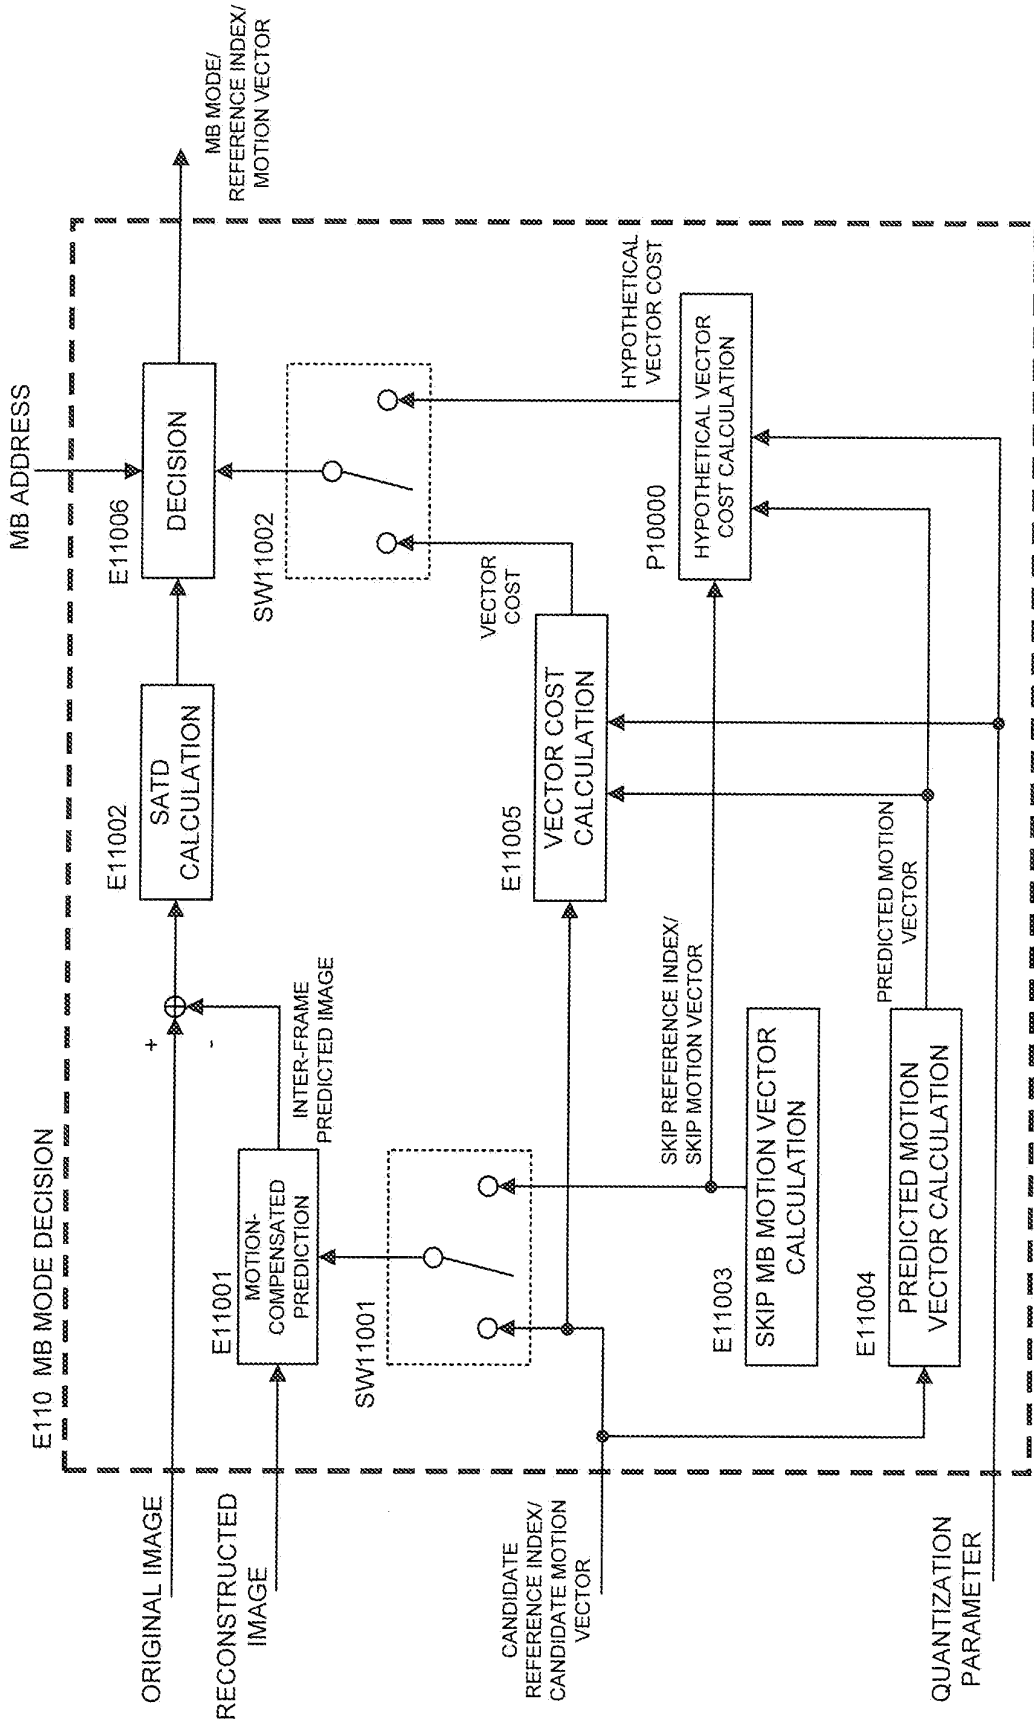 E110 MB MODE DECISION
MB ADDRESS
ORIGINAL IMAGE
+
-
E11002
SATD
CALCULATION
E11006
DECISION
MB MODE/
REFERENCE INDEX/
MOTION VECTOR
RECONSTRUCTED
IMAGE
E11001
MOTION-
COMPENSATED
PREDICTION
INTER-FRAME
PREDICTED IMAGE
SW11002
SW11001
CANDIDATE
REFERENCE INDEX/
CANDIDATE MOTION
VECTOR
E11005
VECTOR COST
CALCULATION
VECTOR
COST
HYPOTHETICAL
VECTOR COST
SKIP REFERENCE INDEX/
SKIP MOTION VECTOR
P10000
HYPOTHETICAL VECTOR
COST CALCULATION
E11003
SKIP MB MOTION VECTOR
CALCULATION
E11004
PREDICTED MOTION
VECTOR CALCULATION
PREDICTED MOTION
VECTOR
QUANTIZATION
PARAMETER